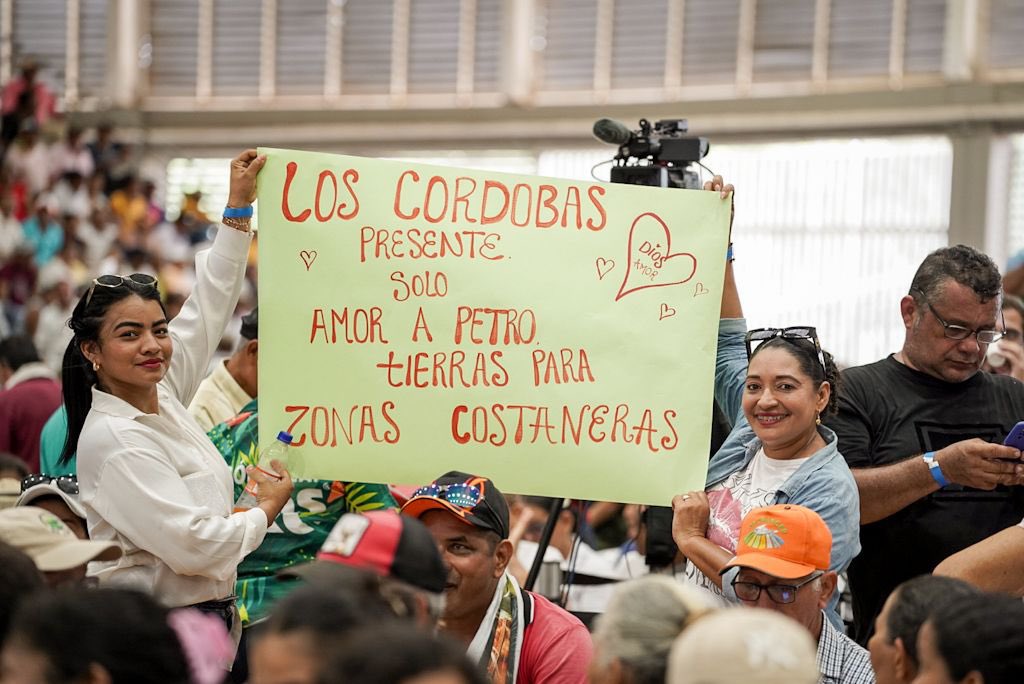 LOS CORDOBAS
PRESENTE.
SOLO
AMOR A PETRO.
tiERRAS PARA
ZONAS COSTANERAS
Dios
AMOR